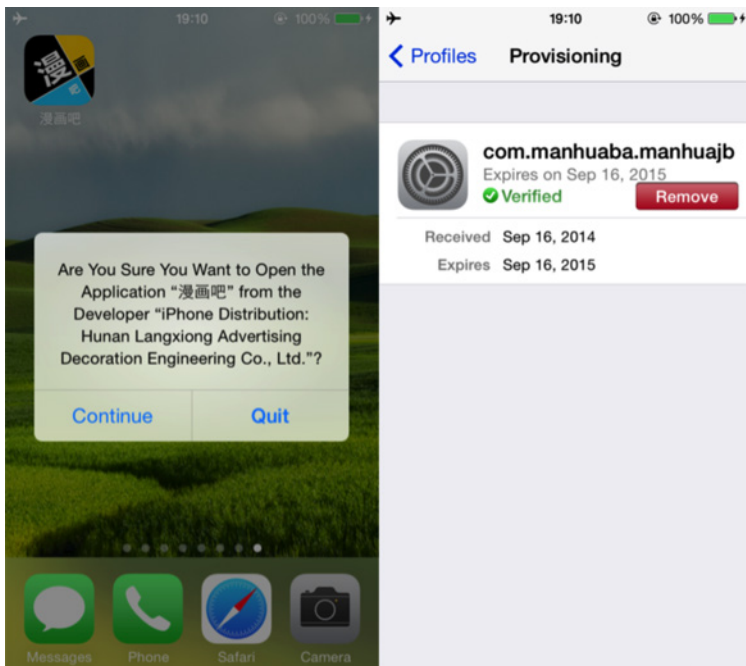 19:10
100%
漫
画
吧
漫画吧
Are You Sure You Want to Open the
Application “漫画吧” from the
Developer “iPhone Distribution:
Hunan Langxiong Advertising
Decoration Engineering Co., Ltd.”?
Continue
Quit
Messages
Phone
Safari
Camera
19:10
100%
Profiles
Provisioning
com.manhuaba.manhuajb
Expires on Sep 16, 2015
Verified
Remove
Received Sep 16, 2014
Expires Sep 16, 2015